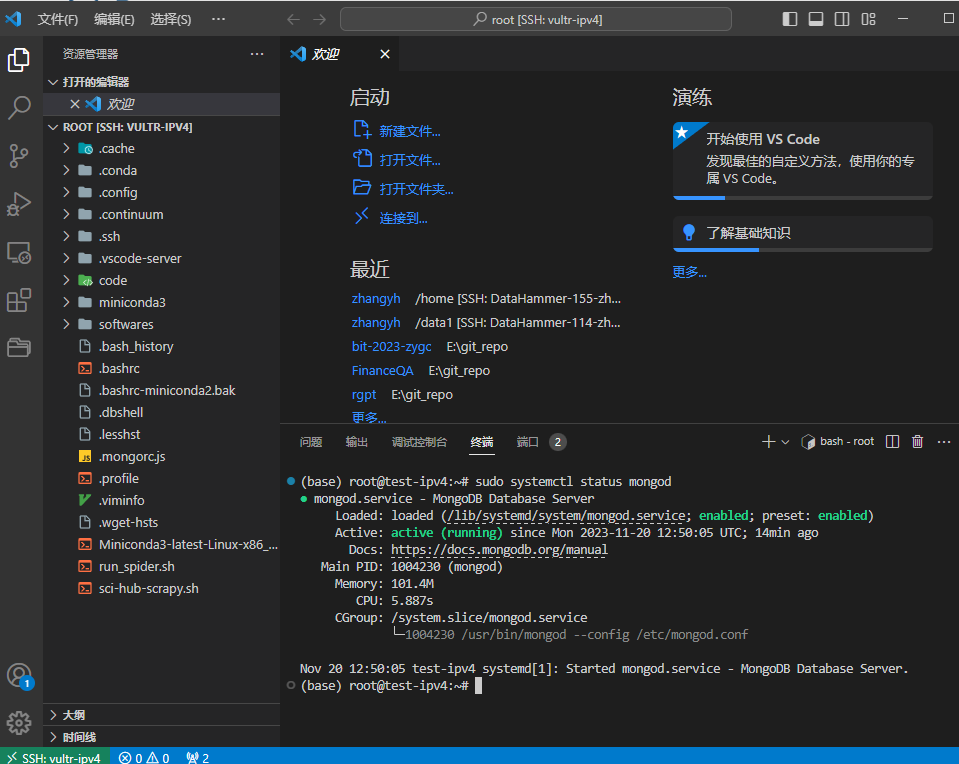 文件(F) 编辑(E) 选择(S) ··· root [SSH: vultr-ipv4]
资源管理器 ···
打开的编辑器
欢迎
ROOT [SSH: VULTR-IPV4]
.cache
.conda
.config
.continuum
.ssh
.vscode-server
code
miniconda3
softwares
.bash_history
.bashrc
.bashrc-miniconda2.bak
.dbshell
.lesshst
.mongorc.js
.profile
.viminfo
.wget-hsts
Miniconda3-latest-Linux-x86_...
run_spider.sh
sci-hub-scrapy.sh
大纲
时间线
欢迎
启动
新建文件...
打开文件...
打开文件夹...
连接到...
最近
zhangyh /home [SSH: DataHammer-155-zh...
zhangyh /data1 [SSH: DataHammer-114-zh...
bit-2023-zygc E:\git_repo
FinanceQA E:\git_repo
rgpt E:\git_repo
更多...
演练
开始使用 VS Code
发现最佳的自定义方法，使用你的专
属 VS Code。
了解基础知识
更多...
问题 输出 调试控制台 终端 端口 2 bash - root ···
(base) root@test-ipv4:~# sudo systemctl status mongod
● mongod.service - MongoDB Database Server
Loaded: loaded (/lib/systemd/system/mongod.service; enabled; preset: enabled)
Active: active (running) since Mon 2023-11-20 12:50:05 UTC; 14min ago
Docs: https://docs.mongodb.org/manual
Main PID: 1004230 (mongod)
Memory: 101.4M
CPU: 5.887s
CGroup: /system.slice/mongod.service
└─1004230 /usr/bin/mongod --config /etc/mongod.conf
Nov 20 12:50:05 test-ipv4 systemd[1]: Started mongod.service - MongoDB Database Server.
(base) root@test-ipv4:~#
1
SSH: vultr-ipv4 0 0 2